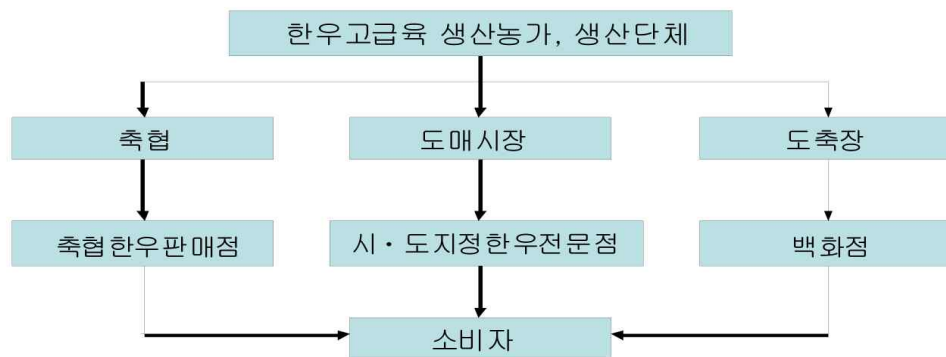 한우고급육 생산농가, 생산단체
축협
도매시장
도축장
축협한우판매점
시·도지정한우전문점
백화점
소비자